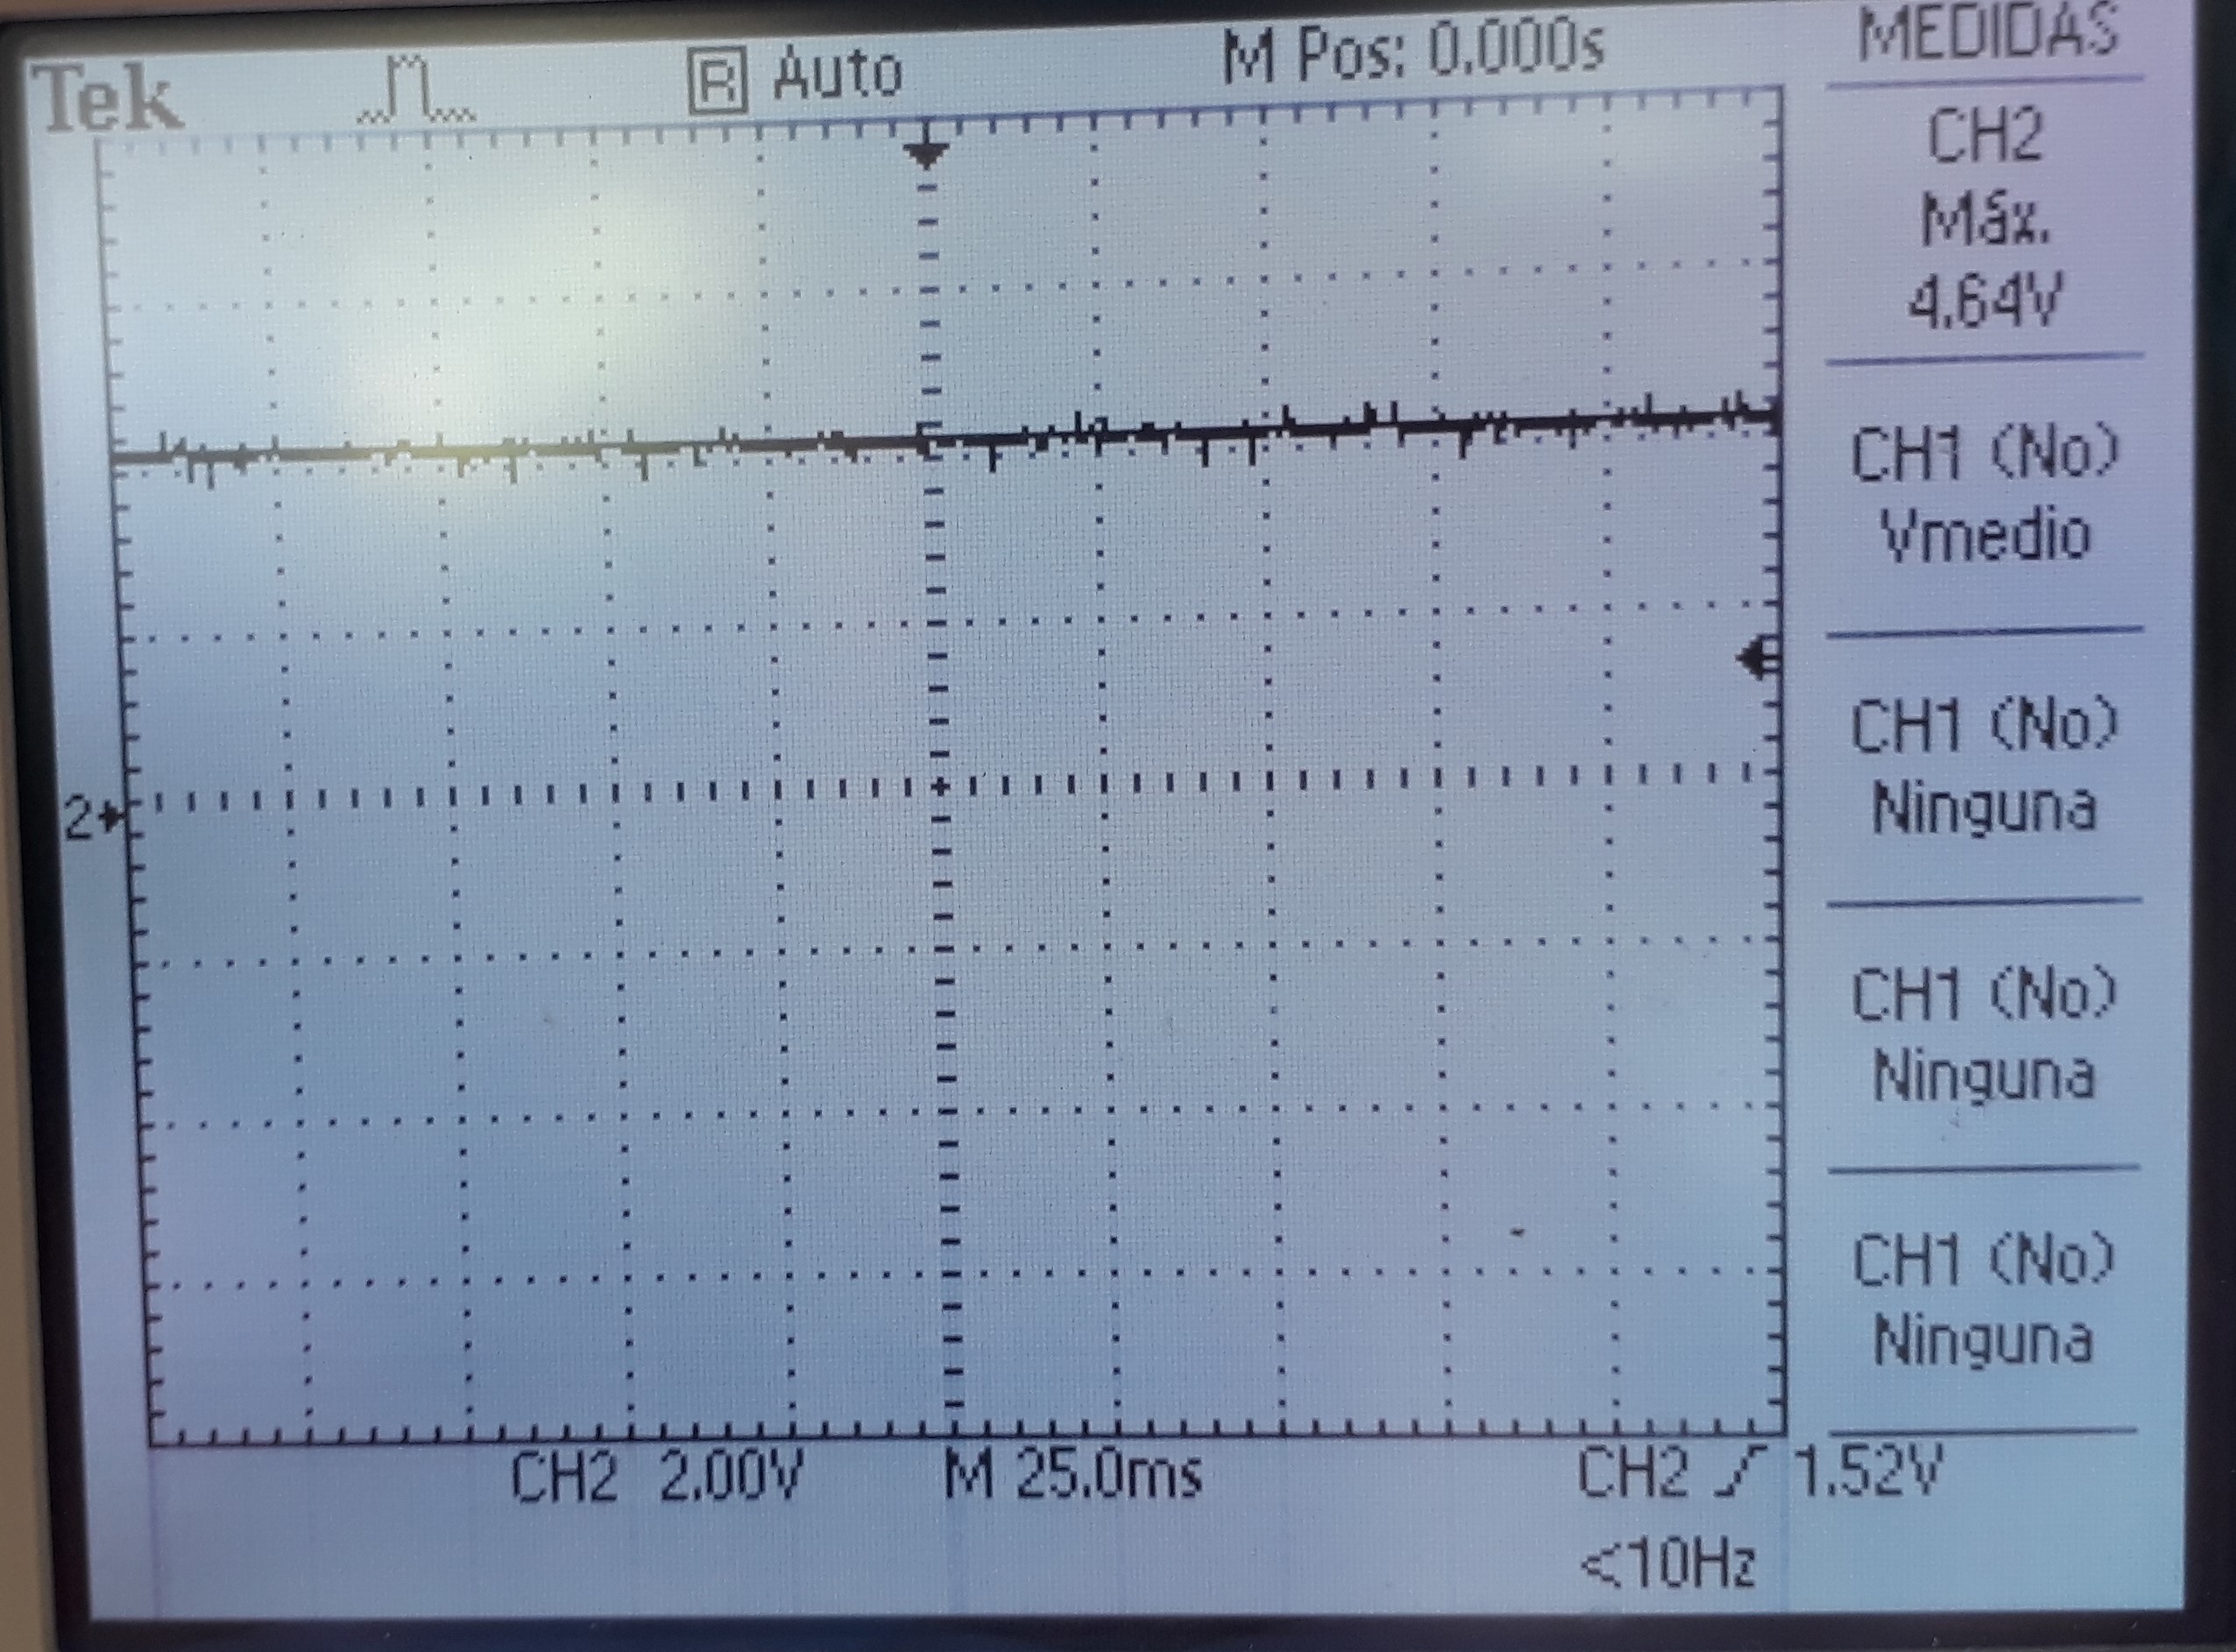 Tek R Auto M Pos: 0.000s MEDIDAS
CH2
Máx.
4.64V
CH1 (No)
Vmedio
CH1 (No)
Ninguna
2
CH1 (No)
Ninguna
CH1 (No)
Ninguna
CH2 2.00V M 25.0ms CH2 1.52V
<10Hz